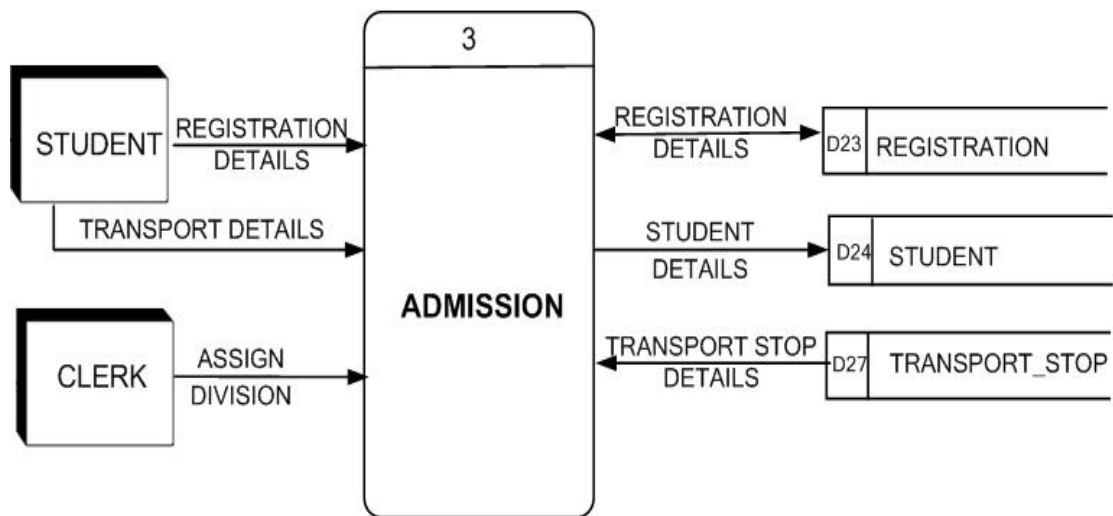 3
STUDENT
REGISTRATION
DETAILS
TRANSPORT DETAILS
CLERK
ASSIGN
DIVISION
ADMISSION
REGISTRATION
DETAILS
D23 REGISTRATION
STUDENT
DETAILS
D24 STUDENT
TRANSPORT STOP
DETAILS
D27 TRANSPORT_STOP